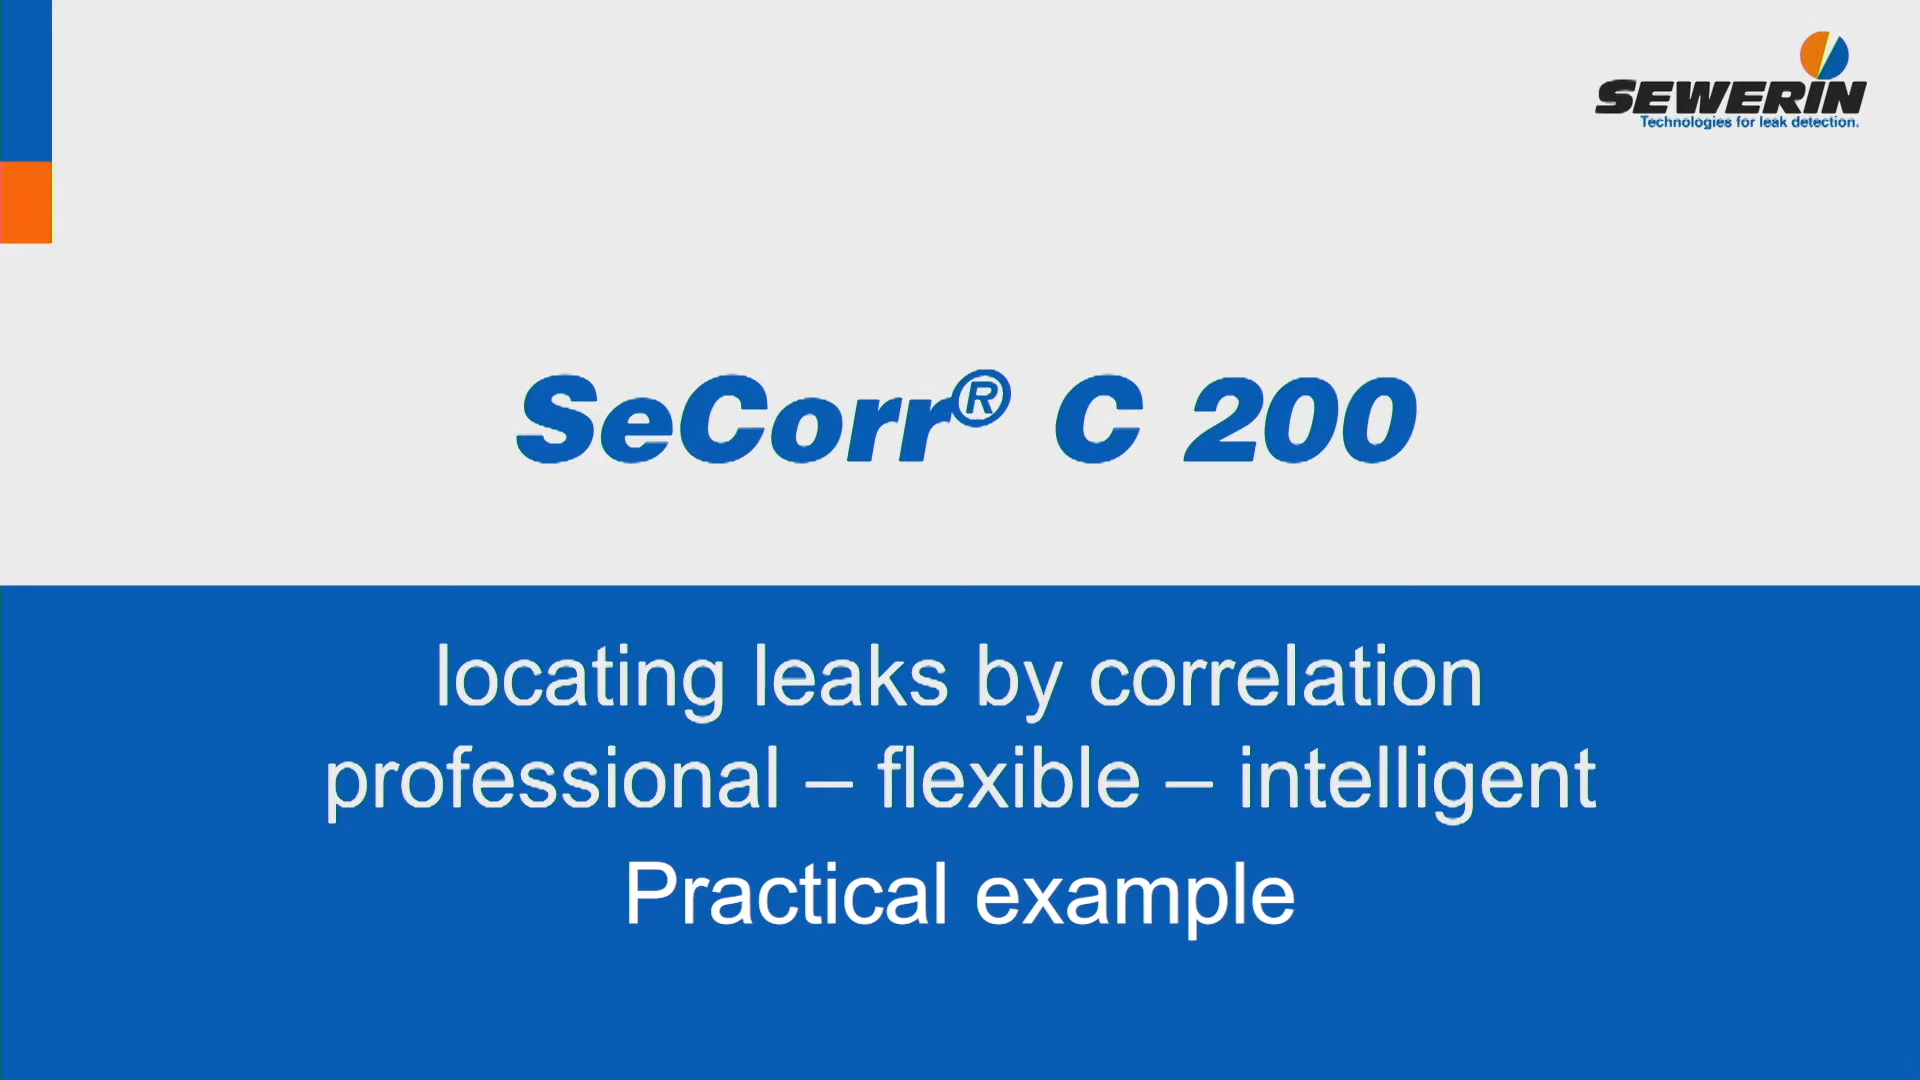 SEWERIN
Technologies for leak detection.
SeCorr® C 200
locating leaks by correlation
professional – flexible – intelligent
Practical example